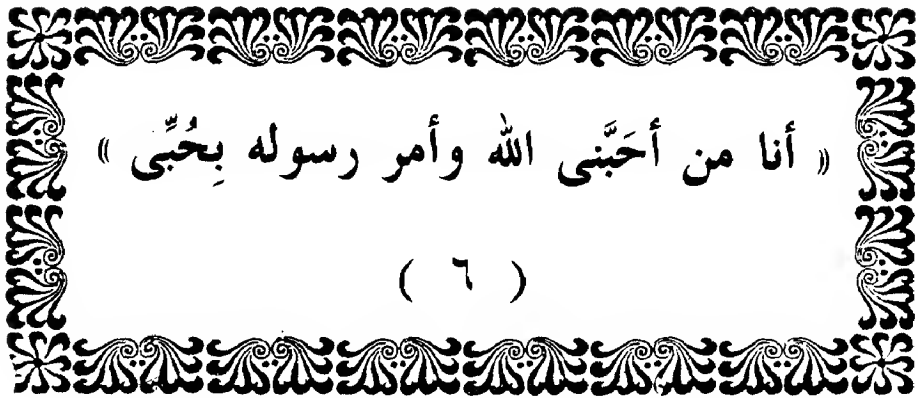 « أنا من أحَبَّنى الله وأمر رسوله بِحُبِّى »
( ٦ )